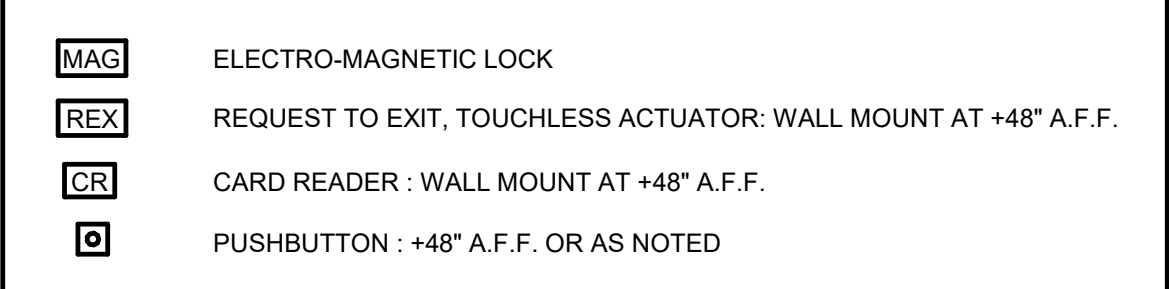 MAG ELECTRO-MAGNETIC LOCK
REX REQUEST TO EXIT, TOUCHLESS ACTUATOR: WALL MOUNT AT +48" A.F.F.
CR CARD READER : WALL MOUNT AT +48" A.F.F.
PUSHBUTTON : +48" A.F.F. OR AS NOTED